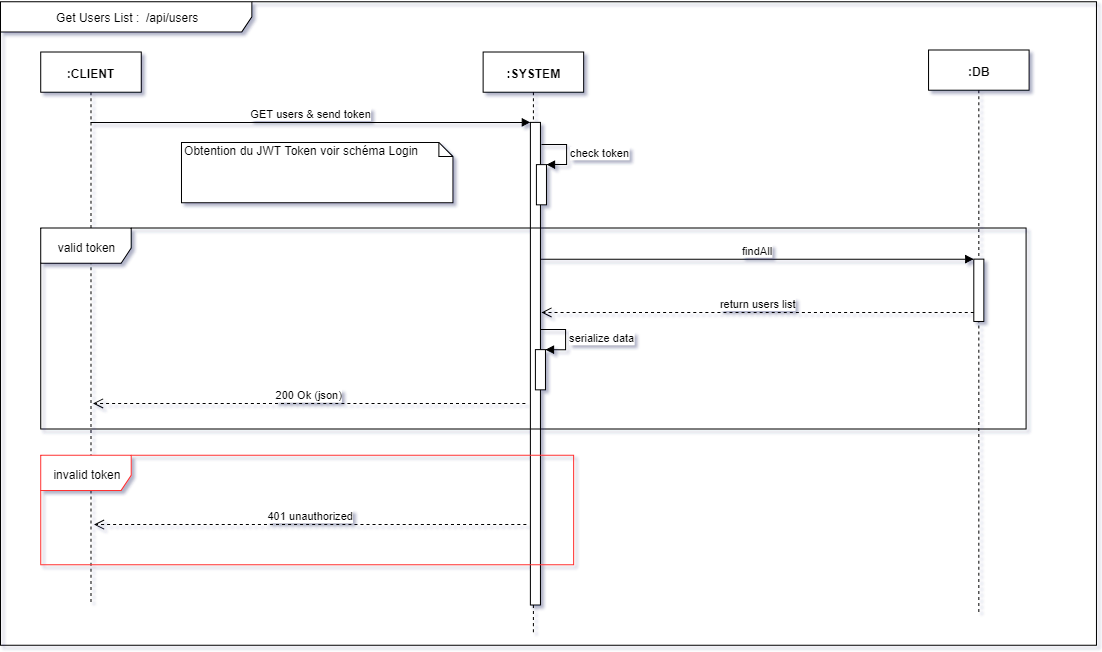 Get Users List : /api/users
:CLIENT
:SYSTEM
:DB
GET users & send token
Obtention du JWT Token voir schéma Login
check token
valid token
findAll
return users list
serialize data
200 Ok (json)
invalid token
401 unauthorized